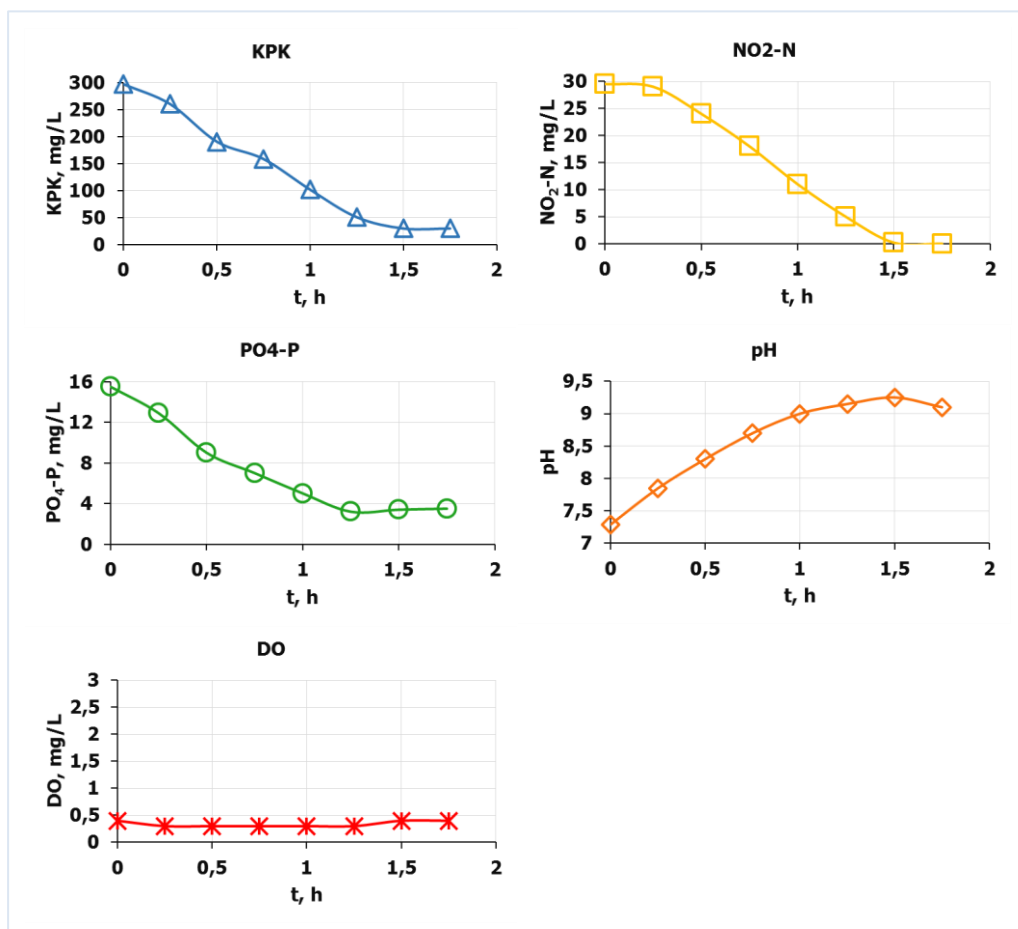 KPK
KPK, mg/L
300
250
200
150
100
50
0
0 0,5 1 1,5 2
t, h
NO2-N
NO₂-N, mg/L
30
25
20
15
10
5
0
0 0,5 1 1,5 2
t, h
PO4-P
PO₄-P, mg/L
16
12
8
4
0
0 0,5 1 1,5 2
t, h
pH
pH
9,5
9
8,5
8
7,5
7
0 0,5 1 1,5 2
t, h
DO
DO, mg/L
3
2,5
2
1,5
1
0,5
0
0 0,5 1 1,5 2
t, h